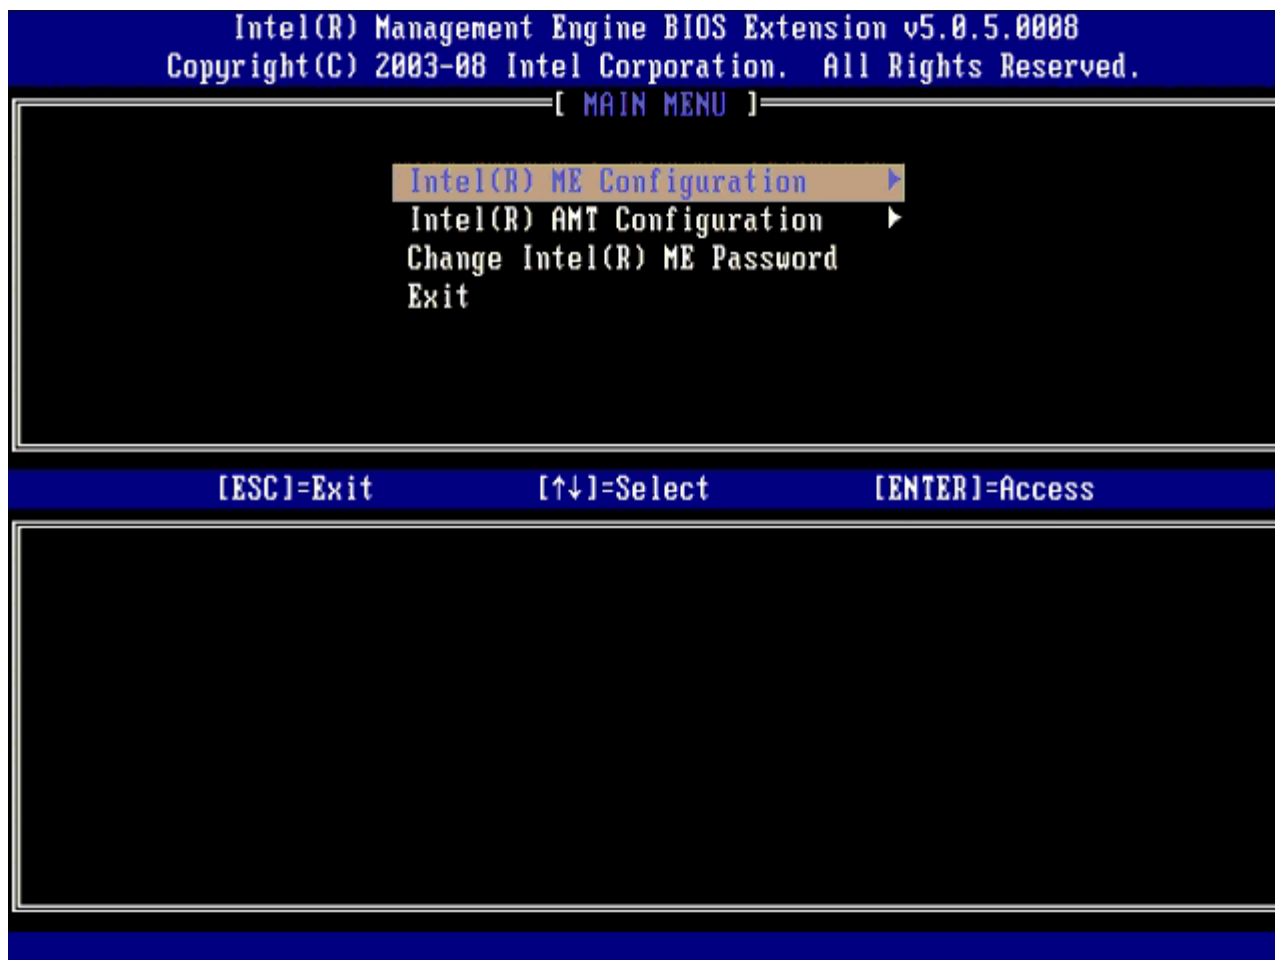 Intel(R) Management Engine BIOS Extension v5.0.5.0008
Copyright(C) 2003-08 Intel Corporation. All Rights Reserved.
[ MAIN MENU ]
Intel(R) ME Configuration ►
Intel(R) AMT Configuration ►
Change Intel(R) ME Password
Exit
[ESC]=Exit [↑↓]=Select [ENTER]=Access